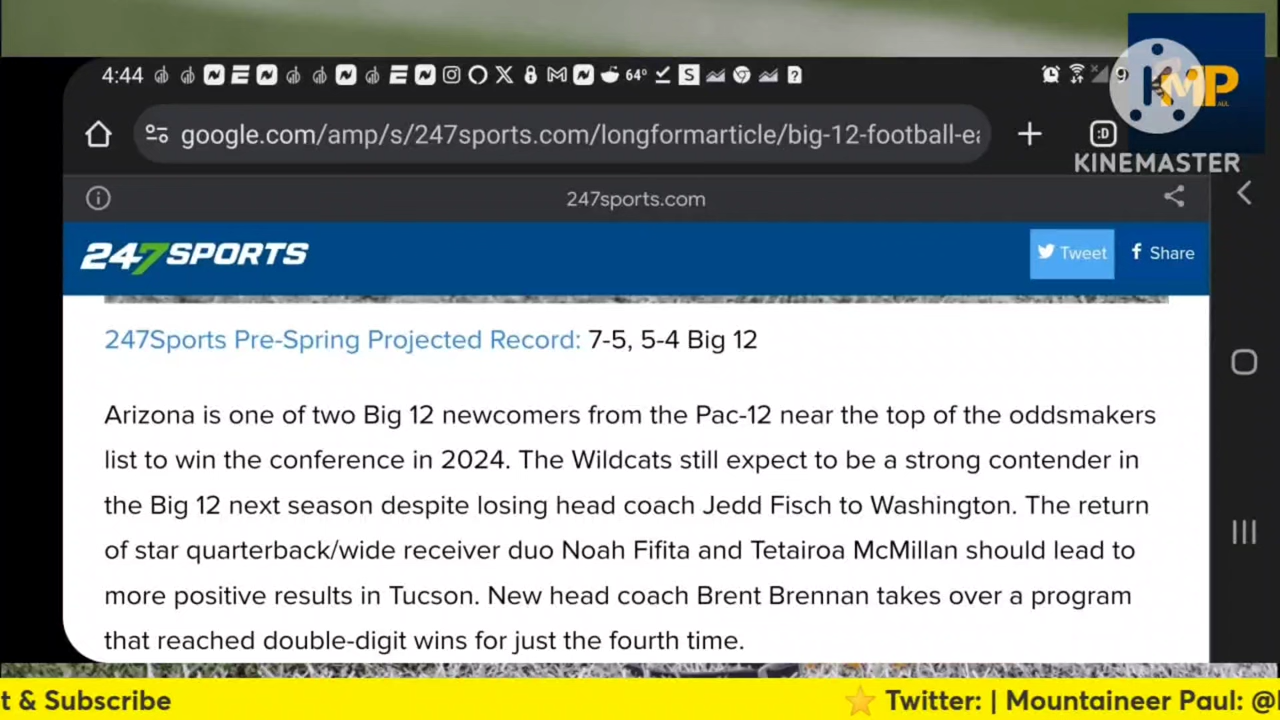 4:44
64°
9
KMP
AUL
KINEMASTER
google.com/amp/s/247sports.com/longformarticle/big-12-football-ea
:D
247sports.com
247SPORTS
Tweet
Share
247Sports Pre-Spring Projected Record: 7-5, 5-4 Big 12
Arizona is one of two Big 12 newcomers from the Pac-12 near the top of the oddsmakers
list to win the conference in 2024. The Wildcats still expect to be a strong contender in
the Big 12 next season despite losing head coach Jedd Fisch to Washington. The return
of star quarterback/wide receiver duo Noah Fifita and Tetairoa McMillan should lead to
more positive results in Tucson. New head coach Brent Brennan takes over a program
that reached double-digit wins for just the fourth time.
t & Subscribe
Twitter: | Mountaineer Paul: @